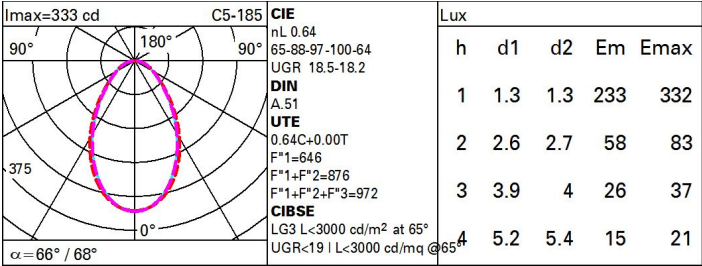 Imax=333 cd C5-185
90° 180° 90°
375
0°
α=66° / 68°
CIE
nL 0.64
65-88-97-100-64
UGR 18.5-18.2
DIN
A.51
UTE
0.64C+0.00T
F"1=646
F"1+F"2=876
F"1+F"2+F"3=972
CIBSE
LG3 L<3000 cd/m² at 65°
UGR<19 | L<3000 cd/mq @65°
Lux
h d1 d2 Em Emax
1 1.3 1.3 233 332
2 2.6 2.7 58 83
3 3.9 4 26 37
4 5.2 5.4 15 21